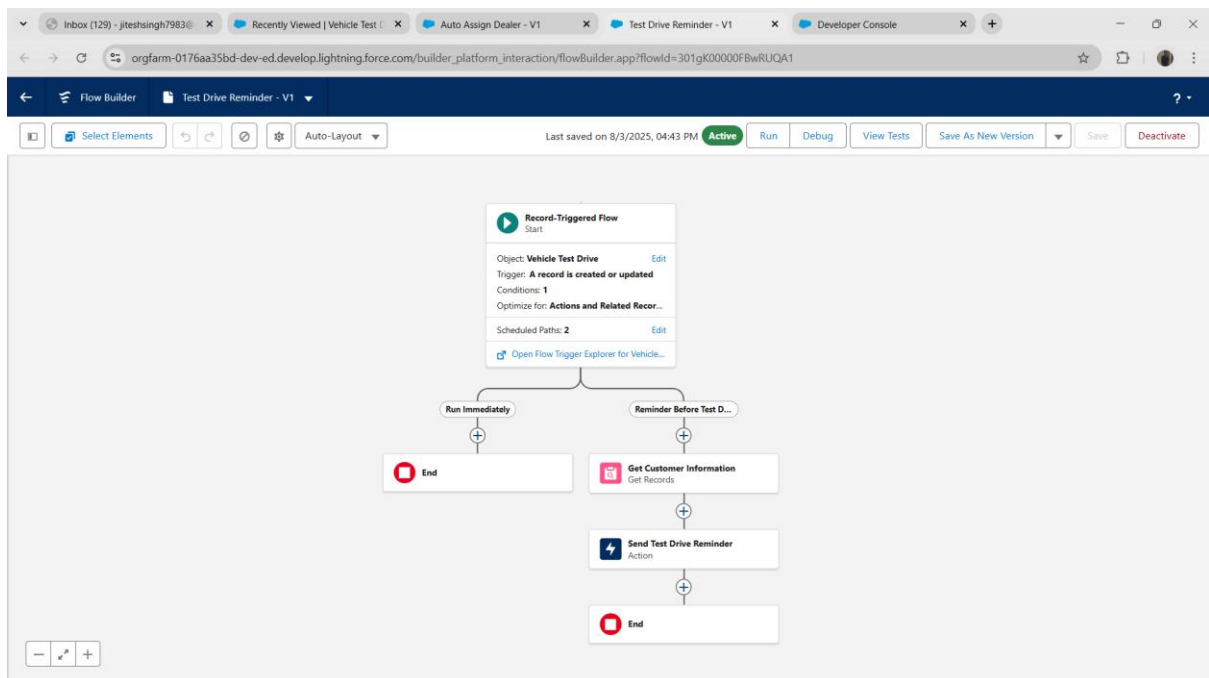 Inbox (129) - jiteshsingh7983@
Recently Viewed | Vehicle Test D
Auto Assign Dealer - V1
Test Drive Reminder - V1
Developer Console
orgfarm-0176aa35bd-dev-ed.develop.lightning.force.com/builder_platform_interaction/flowBuilder.app?flowId=301gK00000FBwRUQA1
Flow Builder
Test Drive Reminder - V1
?
Select Elements
Auto-Layout
Last saved on 8/3/2025, 04:43 PM
Active
Run
Debug
View Tests
Save As New Version
Save
Deactivate
Record-Triggered Flow
Start
Object: Vehicle Test Drive Edit
Trigger: A record is created or updated
Conditions: 1
Optimize for: Actions and Related Recor...
Scheduled Paths: 2 Edit
Open Flow Trigger Explorer for Vehicle...
Run Immediately
Reminder Before Test D...
End
Get Customer Information
Get Records
Send Test Drive Reminder
Action
End